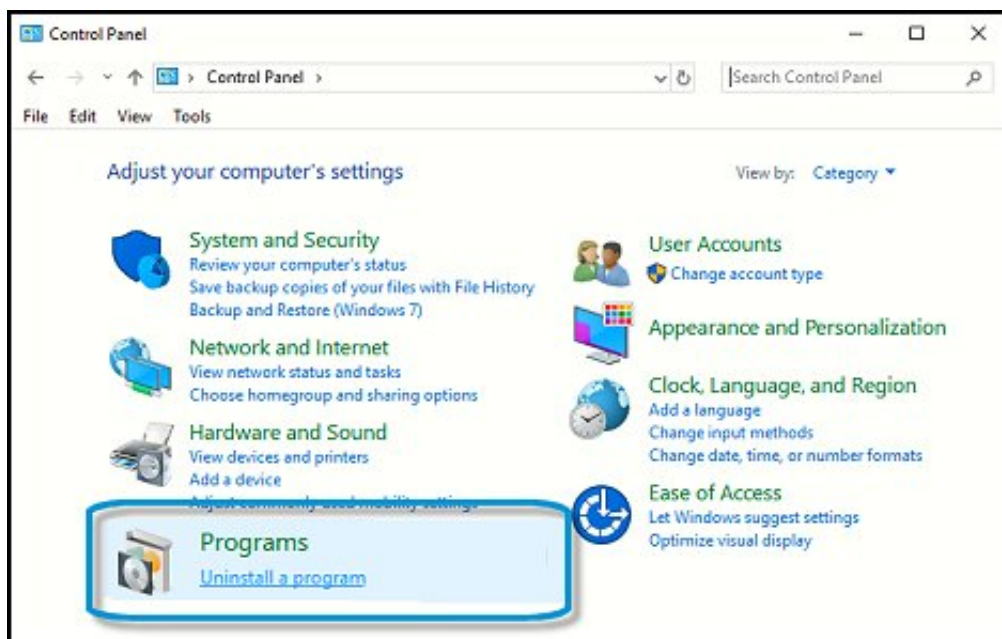 Control Panel
Control Panel
Search Control Panel
File Edit View Tools
Adjust your computer's settings
View by: Category
System and Security
Review your computer's status
Save backup copies of your files with File History
Backup and Restore (Windows 7)
Network and Internet
View network status and tasks
Choose homegroup and sharing options
Hardware and Sound
View devices and printers
Add a device
Adjust commonly used mobility settings
Programs
Uninstall a program
User Accounts
Change account type
Appearance and Personalization
Clock, Language, and Region
Add a language
Change input methods
Change date, time, or number formats
Ease of Access
Let Windows suggest settings
Optimize visual display